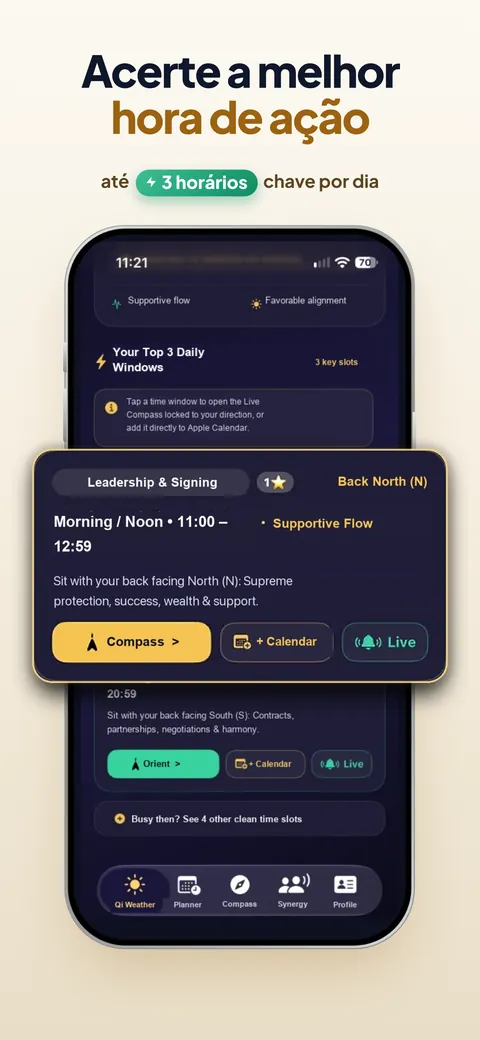 Acerte a melhor
hora de ação
até 3 horários chave por dia
11:21
70
Supportive flow
Favorable alignment
Your Top 3 Daily
Windows
3 key slots
Tap a time window to open the Live
Compass locked to your direction, or
add it directly to Apple Calendar.
Leadership & Signing
1
Back North (N)
Morning / Noon • 11:00 –
12:59
• Supportive Flow
Sit with your back facing North (N): Supreme
protection, success, wealth & support.
Compass >
+ Calendar
Live
20:59
Sit with your back facing South (S): Contracts,
partnerships, negotiations & harmony.
Orient >
+ Calendar
Live
Busy then? See 4 other clean time slots
Qi Weather
Planner
Compass
Synergy
Profile